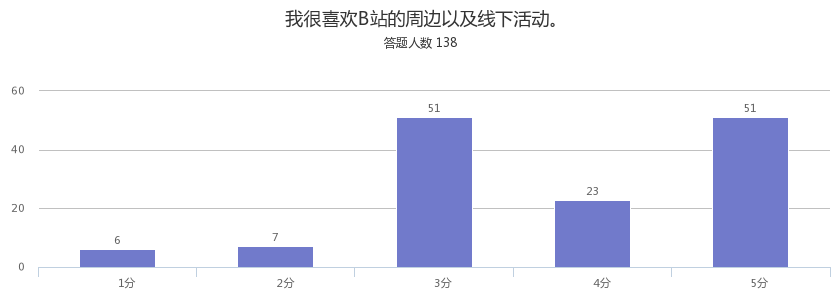 我很喜欢B站的周边以及线下活动。
答题人数 138
60
40
20
0
6
7
51
23
51
1分
2分
3分
4分
5分